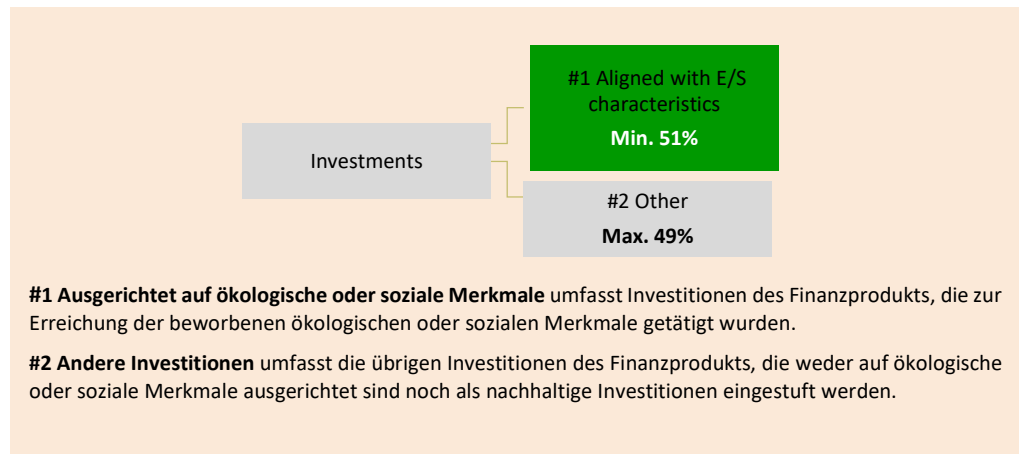 #1 Aligned with E/S
characteristics
Min. 51%
Investments
#2 Other
Max. 49%
#1 Ausgerichtet auf ökologische oder soziale Merkmale umfasst Investitionen des Finanzprodukts, die zur
Erreichung der beworbenen ökologischen oder sozialen Merkmale getätigt wurden.
#2 Andere Investitionen umfasst die übrigen Investitionen des Finanzprodukts, die weder auf ökologische
oder soziale Merkmale ausgerichtet sind noch als nachhaltige Investitionen eingestuft werden.